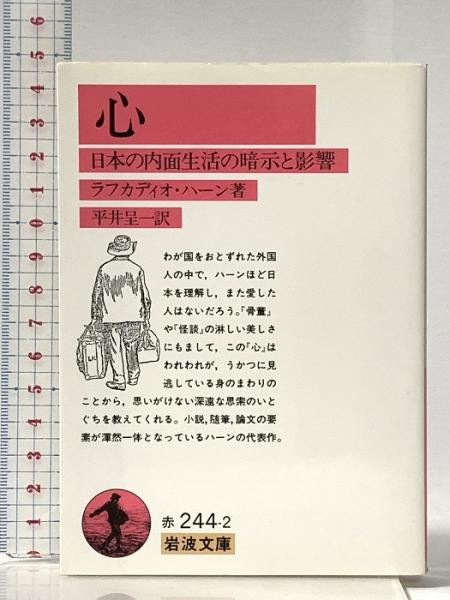 心
日本の内面生活の暗示と影響
ラフカディオ・ハーン著
平井呈一訳
わが国をおとずれた外国
人の中で，ハーンほど日
本を理解し，また愛した
人はないだろう。『骨董』
や『怪談』の淋しい美しさ
にもまして，この『心』は
われわれが，うかつに見
逃している身のまわりの
ことから，思いがけない深遠な思索のいと
ぐちを教えてくれる。小説，随筆，論文の要
素が渾然一体となっているハーンの代表作。
赤 244-2
岩波文庫